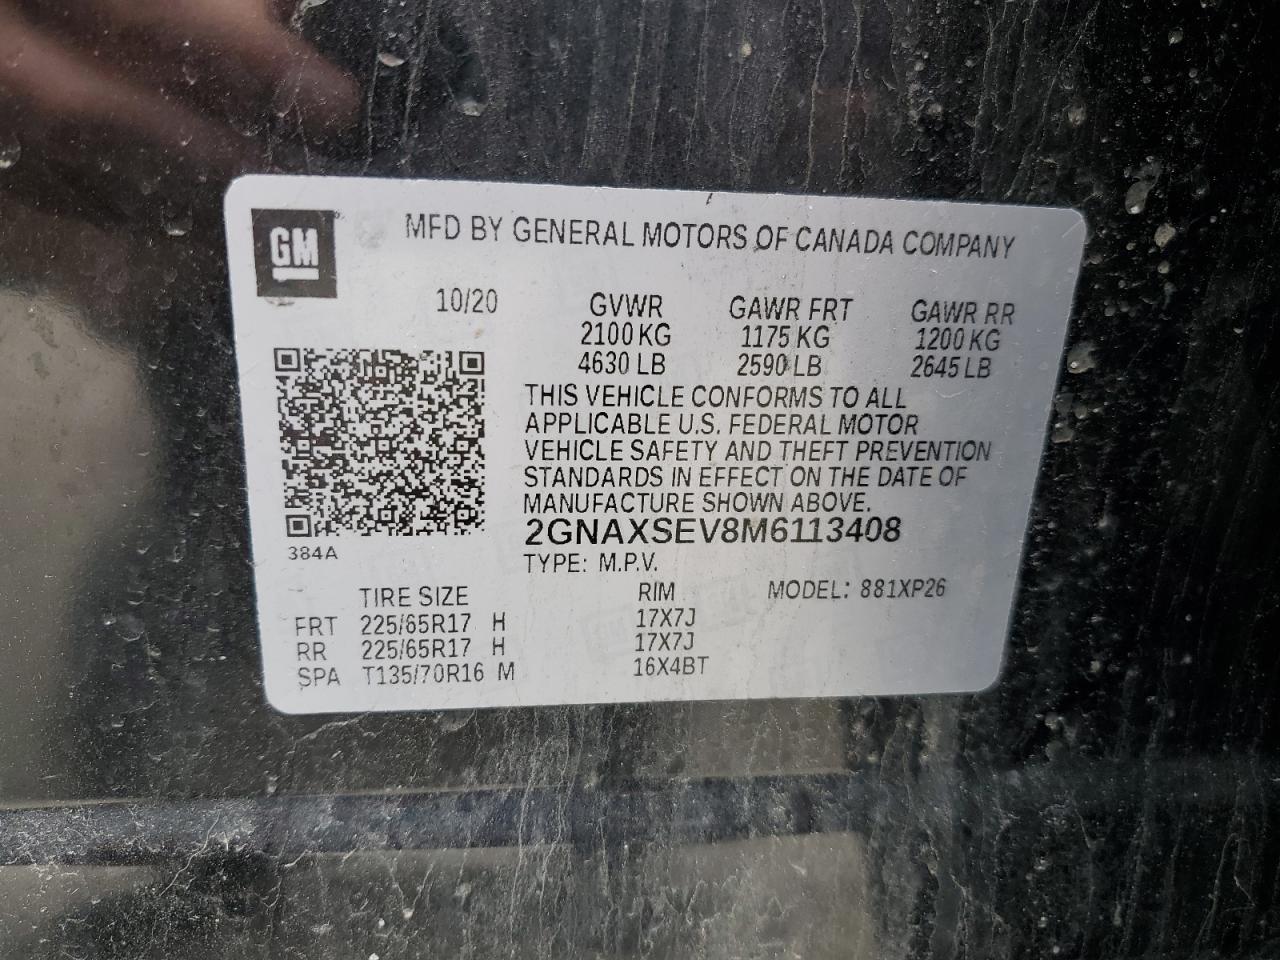 GM
MFD BY GENERAL MOTORS OF CANADA COMPANY
10/20 GVWR GAWR FRT GAWR RR
2100 KG 1175 KG 1200 KG
4630 LB 2590 LB 2645 LB
THIS VEHICLE CONFORMS TO ALL
APPLICABLE U.S. FEDERAL MOTOR
VEHICLE SAFETY AND THEFT PREVENTION
STANDARDS IN EFFECT ON THE DATE OF
MANUFACTURE SHOWN ABOVE.
2GNAXSEV8M6113408
384A
TYPE: M.P.V.
TIRE SIZE RIM MODEL: 881XP26
FRT 225/65R17 H 17X7J
RR 225/65R17 H 17X7J
SPA T135/70R16 M 16X4BT